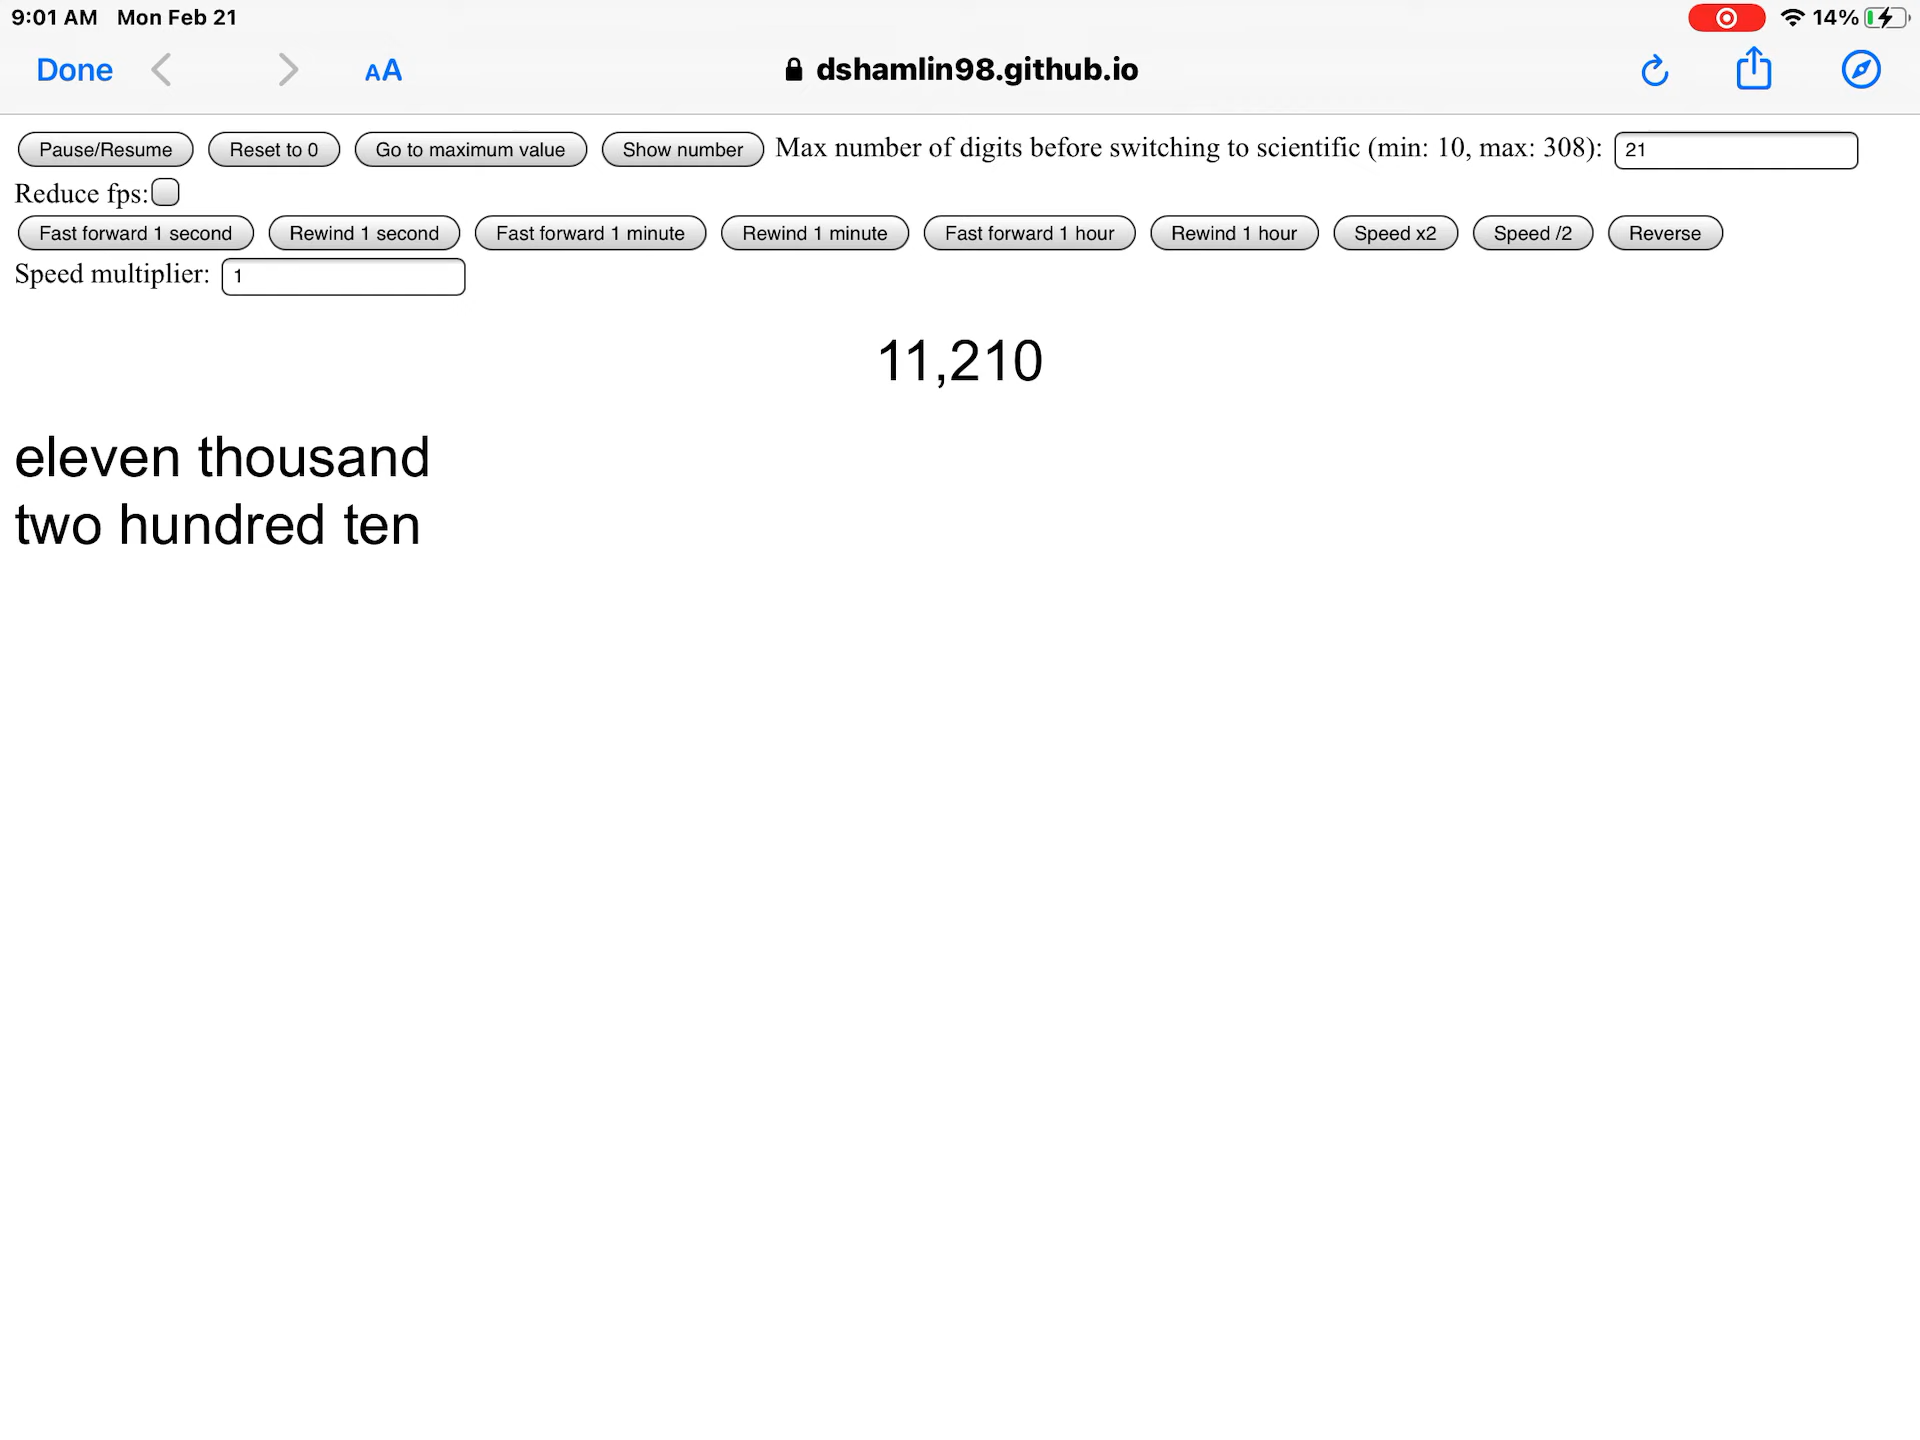 9:01 AM Mon Feb 21 14%
Done AA dshamlin98.github.io
Pause/Resume Reset to 0 Go to maximum value Show number Max number of digits before switching to scientific (min: 10, max: 308): 21
Reduce fps:
Fast forward 1 second Rewind 1 second Fast forward 1 minute Rewind 1 minute Fast forward 1 hour Rewind 1 hour Speed x2 Speed /2 Reverse
Speed multiplier: 1
11,210
eleven thousand
two hundred ten